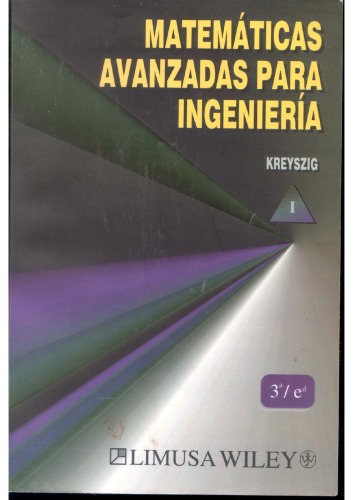 MATEMÁTICAS
AVANZADAS PARA
INGENIERÍA
KREYSZIG
I
3ª/eᵈ
LIMUSA WILEY